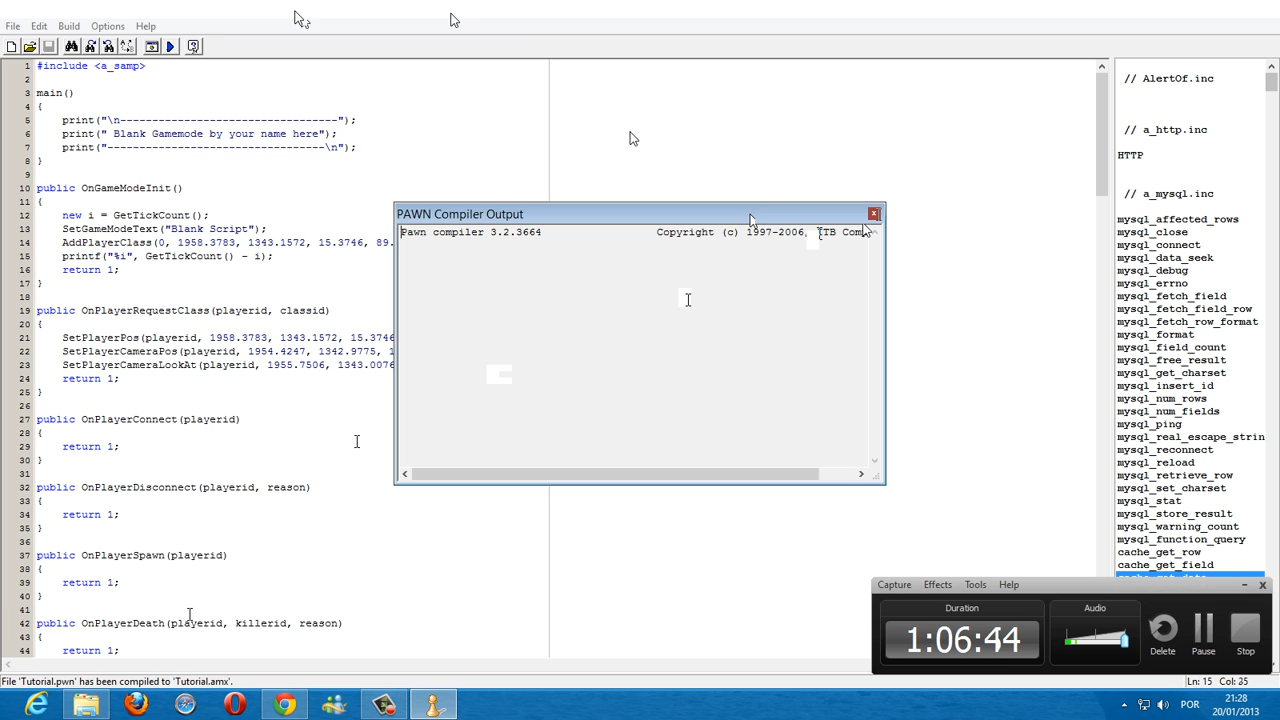 File Edit Build Options Help
1 #include <a_samp>
2
3 main()
4 {
5 print("\n----------------------------------");
6 print(" Blank Gamemode by your name here");
7 print("----------------------------------\n");
8 }
9
10 public OnGameModeInit()
11 {
12 new i = GetTickCount();
13 SetGameModeText("Blank Script");
14 AddPlayerClass(0, 1958.3783, 1343.1572, 15.3746, 89.
15 printf("%i", GetTickCount() - i);
16 return 1;
17 }
18
19 public OnPlayerRequestClass(playerid, classid)
20 {
21 SetPlayerPos(playerid, 1958.3783, 1343.1572, 15.3746
22 SetPlayerCameraPos(playerid, 1954.4247, 1342.9775, 1
23 SetPlayerCameraLookAt(playerid, 1955.7506, 1343.0076
24 return 1;
25 }
26
27 public OnPlayerConnect(playerid)
28 {
29 return 1;
30 }
31
32 public OnPlayerDisconnect(playerid, reason)
33 {
34 return 1;
35 }
36
37 public OnPlayerSpawn(playerid)
38 {
39 return 1;
40 }
41
42 public OnPlayerDeath(playerid, killerid, reason)
43 {
44 return 1;
PAWN Compiler Output
Pawn compiler 3.2.3664 Copyright (c) 1997-2006, ITB Com
// AlertOf.inc
// a_http.inc
HTTP
// a_mysql.inc
mysql_affected_rows
mysql_close
mysql_connect
mysql_data_seek
mysql_debug
mysql_errno
mysql_fetch_field
mysql_fetch_field_row
mysql_fetch_row_format
mysql_format
mysql_field_count
mysql_free_result
mysql_get_charset
mysql_insert_id
mysql_num_rows
mysql_num_fields
mysql_ping
mysql_real_escape_strin
mysql_reconnect
mysql_reload
mysql_retrieve_row
mysql_set_charset
mysql_stat
mysql_store_result
mysql_warning_count
mysql_function_query
cache_get_row
cache_get_field
Capture Effects Tools Help
Duration
1:06:44
Audio
Delete Pause Stop
File 'Tutorial.pwn' has been compiled to 'Tutorial.amx'.
Ln: 15 Col: 35
POR
21:28
20/01/2013